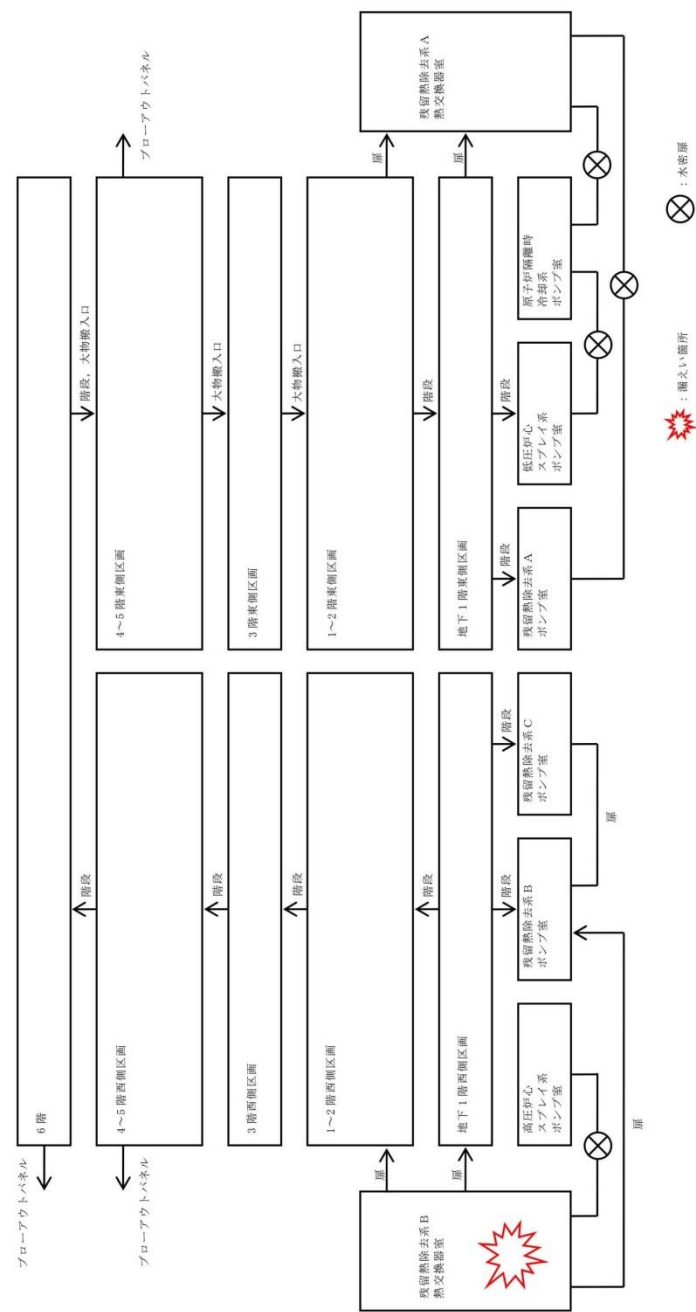 ブローアウトパネル
6階
階段，大物搬入口
階段
ブローアウトパネル
4～5階西側区画
4～5階東側区画
ブローアウトパネル
階段
大物搬入口
3階西側区画
3階東側区画
階段
大物搬入口
1～2階西側区画
1～2階東側区画
扉
扉
階段
階段
扉
地下1階西側区画
地下1階東側区画
扉
残留熱除去系B
熱交換器室
残留熱除去系A
熱交換器室
階段
階段
階段
階段
高圧炉心
スプレイ系
ポンプ室
残留熱除去系B
ポンプ室
残留熱除去系C
ポンプ室
残留熱除去系A
ポンプ室
低圧炉心
スプレイ系
ポンプ室
原子炉隔離時
冷却系
ポンプ室
扉
扉
：漏えい箇所
：水密扉